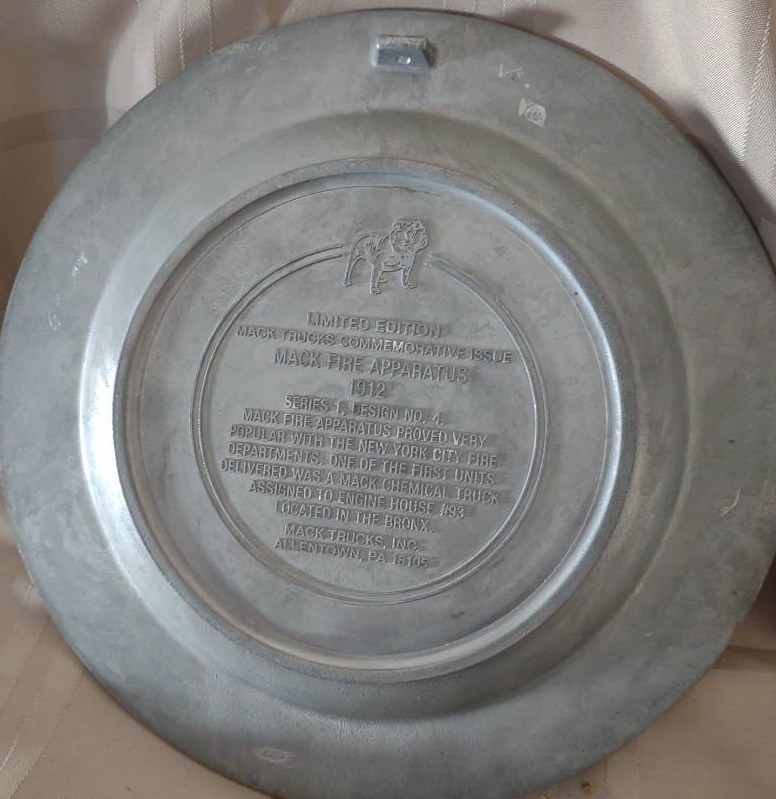 LIMITED EDITION
MACK TRUCKS COMMEMORATIVE ISSUE
MACK FIRE APPARATUS
1912
SERIES 1, DESIGN NO. 4.
MACK FIRE APPARATUS PROVED VERY
POPULAR WITH THE NEW YORK CITY FIRE
DEPARTMENTS. ONE OF THE FIRST UNITS
DELIVERED WAS A MACK CHEMICAL TRUCK
ASSIGNED TO ENGINE HOUSE #93
LOCATED IN THE BRONX.
MACK TRUCKS, INC.
ALLENTOWN, PA 18105